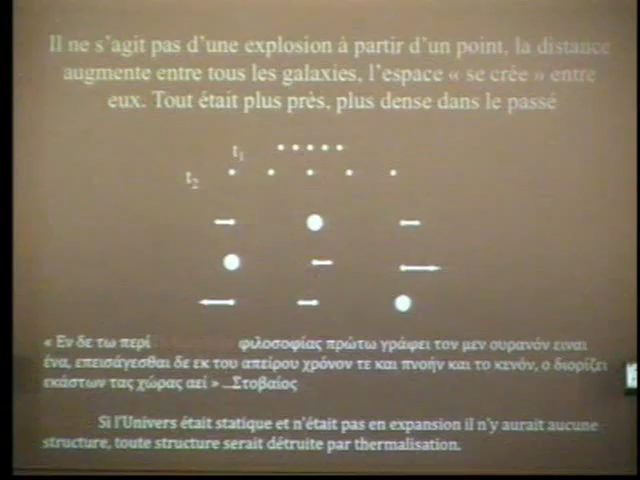 Il ne s'agit pas d'une explosion à partir d'un point, la distance
augmente entre tous les galaxies, l'espace « se crée » entre
eux. Tout était plus près, plus dense dans le passé
t1
t2
« Εν δε τω περί φιλοσοφίας πρώτω γράφει τον μεν ουρανόν ειναι
ένα, επεισάγεσθαι δε εκ του απείρου χρόνον τε και πνοήν και το κενόν, ο διορίζει
εκάστων τας χώρας αεί » ...Στοβαίος
Si l'Univers était statique et n'était pas en expansion il n'y aurait aucune
structure, toute structure serait détruite par thermalisation.